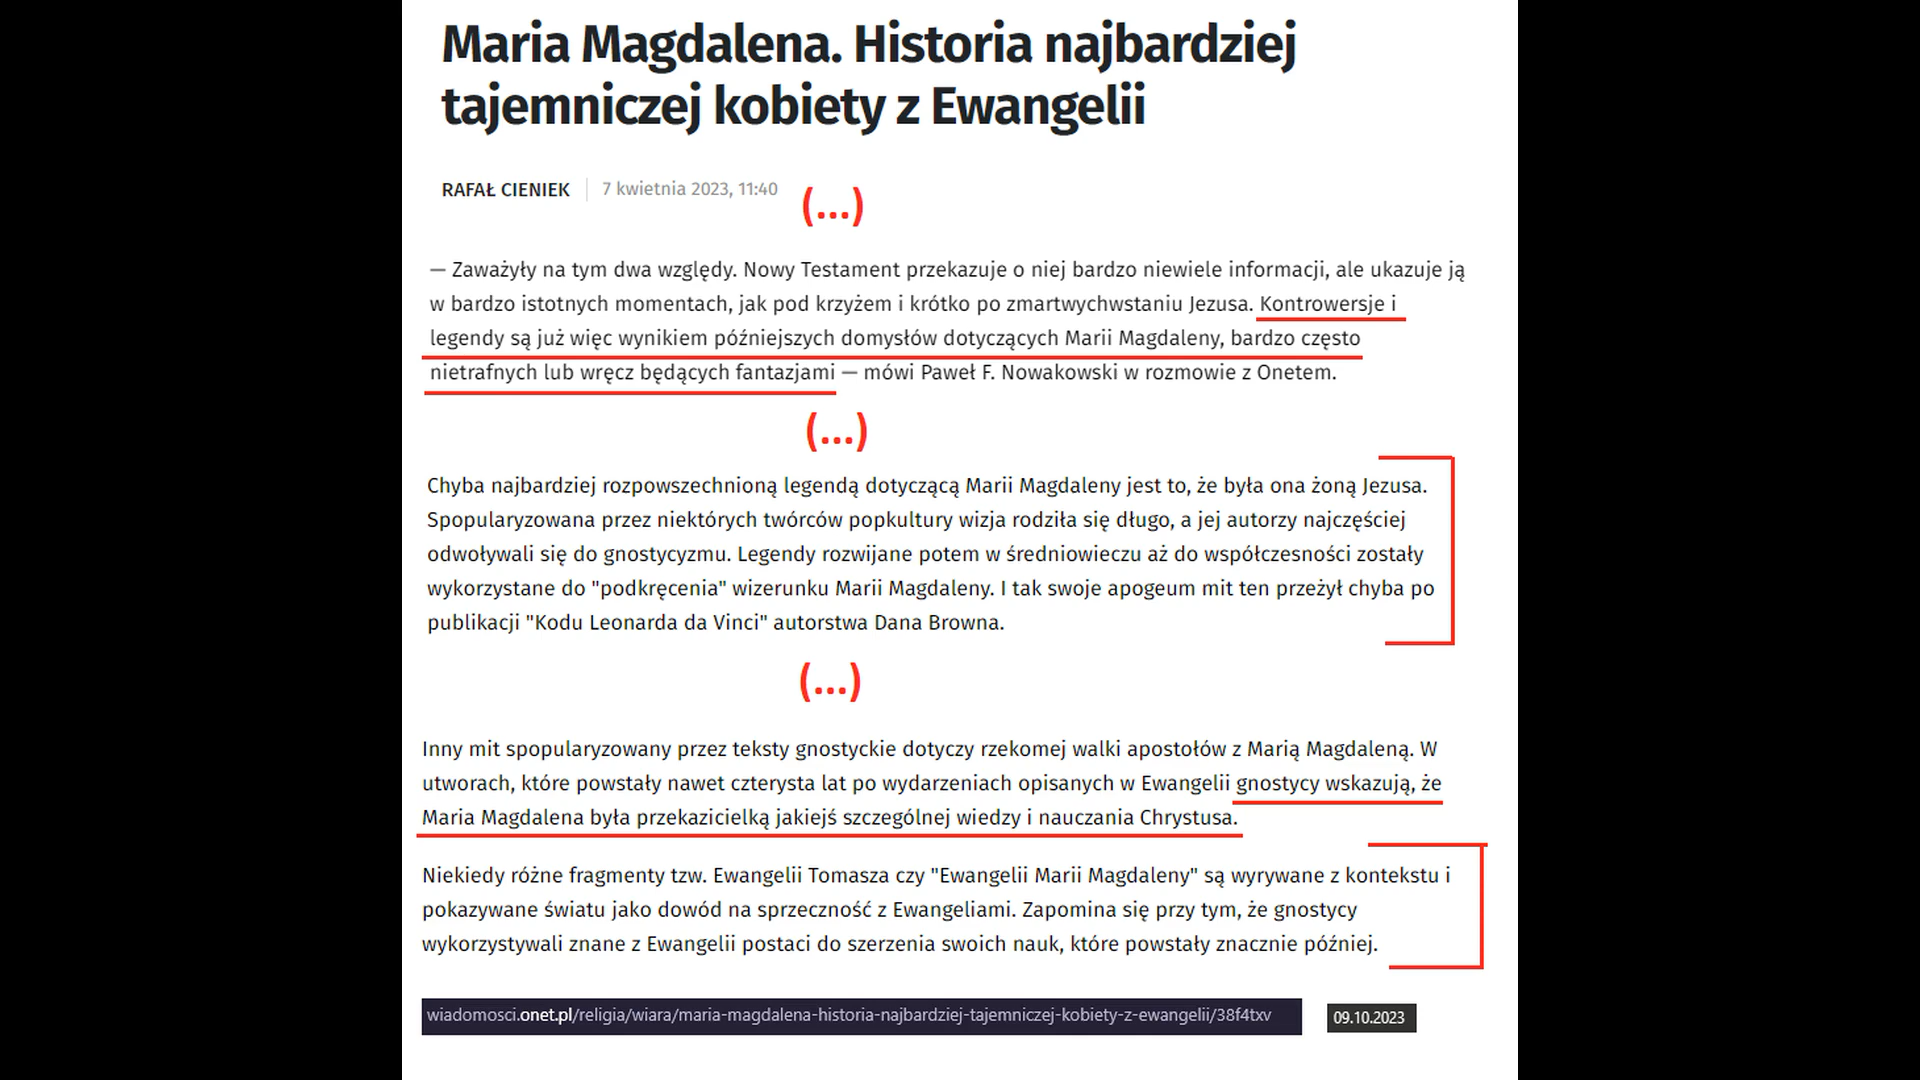 Maria Magdalena. Historia najbardziej
tajemniczej kobiety z Ewangelii
RAFAŁ CIENIEK 7 kwietnia 2023, 11:40
(...)
— Zaważyły na tym dwa względy. Nowy Testament przekazuje o niej bardzo niewiele informacji, ale ukazuje ją
w bardzo istotnych momentach, jak pod krzyżem i krótko po zmartwychwstaniu Jezusa. Kontrowersje i
legendy są już więc wynikiem późniejszych domysłów dotyczących Marii Magdaleny, bardzo często
nietrafnych lub wręcz będących fantazjami — mówi Paweł F. Nowakowski w rozmowie z Onetem.
(...)
Chyba najbardziej rozpowszechnioną legendą dotyczącą Marii Magdaleny jest to, że była ona żoną Jezusa.
Spopularyzowana przez niektórych twórców popkultury wizja rodziła się długo, a jej autorzy najczęściej
odwoływali się do gnostycyzmu. Legendy rozwijane potem w średniowieczu aż do współczesności zostały
wykorzystane do "podkręcenia" wizerunku Marii Magdaleny. I tak swoje apogeum mit ten przeżył chyba po
publikacji "Kodu Leonarda da Vinci" autorstwa Dana Browna.
(...)
Inny mit spopularyzowany przez teksty gnostyckie dotyczy rzekomej walki apostołów z Marią Magdaleną. W
utworach, które powstały nawet czterysta lat po wydarzeniach opisanych w Ewangelii gnostycy wskazują, że
Maria Magdalena była przekazicielką jakiejś szczególnej wiedzy i nauczania Chrystusa.
Niekiedy różne fragmenty tzw. Ewangelii Tomasza czy "Ewangelii Marii Magdaleny" są wyrywane z kontekstu i
pokazywane światu jako dowód na sprzeczność z Ewangeliami. Zapomina się przy tym, że gnostycy
wykorzystywali znane z Ewangelii postaci do szerzenia swoich nauk, które powstały znacznie później.
wiadomosci.onet.pl/religia/wiara/maria-magdalena-historia-najbardziej-tajemniczej-kobiety-z-ewangelii/38f4txv 09.10.2023